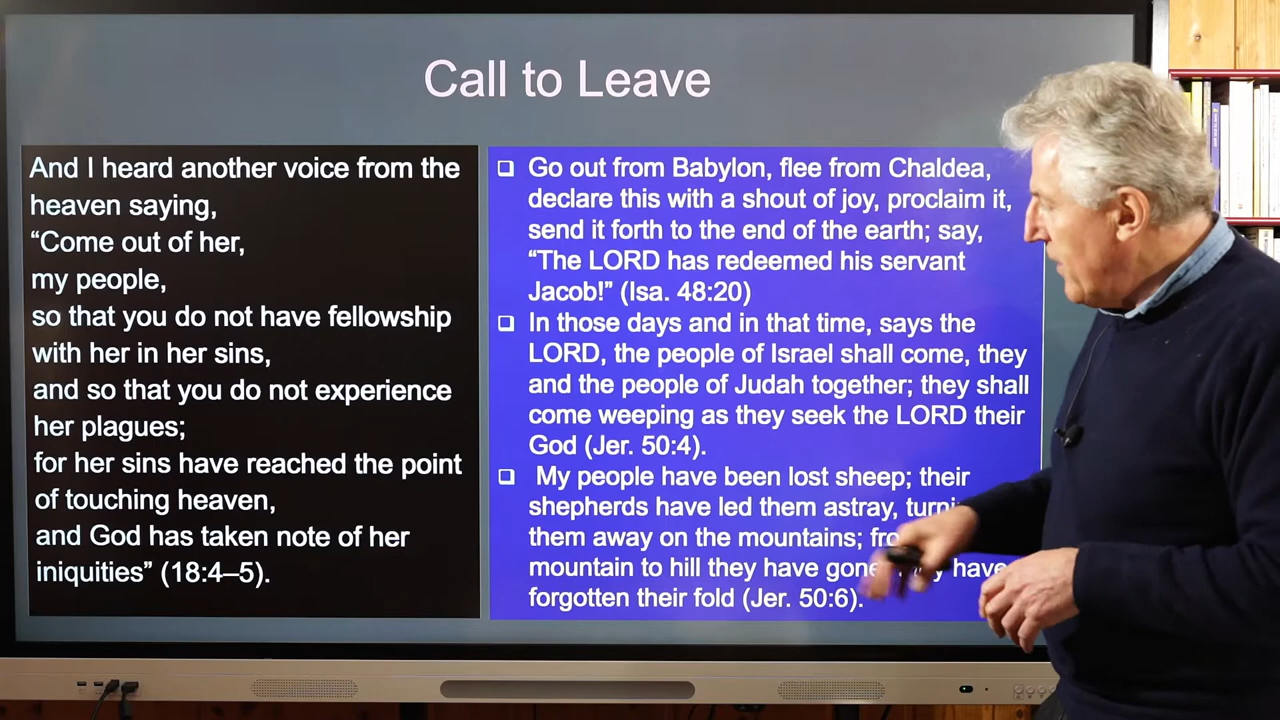 Call to Leave
And I heard another voice from the
heaven saying,
“Come out of her,
my people,
so that you do not have fellowship
with her in her sins,
and so that you do not experience
her plagues;
for her sins have reached the point
of touching heaven,
and God has taken note of her
iniquities” (18:4–5).
Go out from Babylon, flee from Chaldea,
declare this with a shout of joy, proclaim it,
send it forth to the end of the earth; say,
“The LORD has redeemed his servant
Jacob!” (Isa. 48:20)
In those days and in that time, says the
LORD, the people of Israel shall come, they
and the people of Judah together; they shall
come weeping as they seek the LORD their
God (Jer. 50:4).
My people have been lost sheep; their
shepherds have led them astray,
them away on the mountains;
mountain to hill they have have
forgotten their fold (Jer. 50:6).